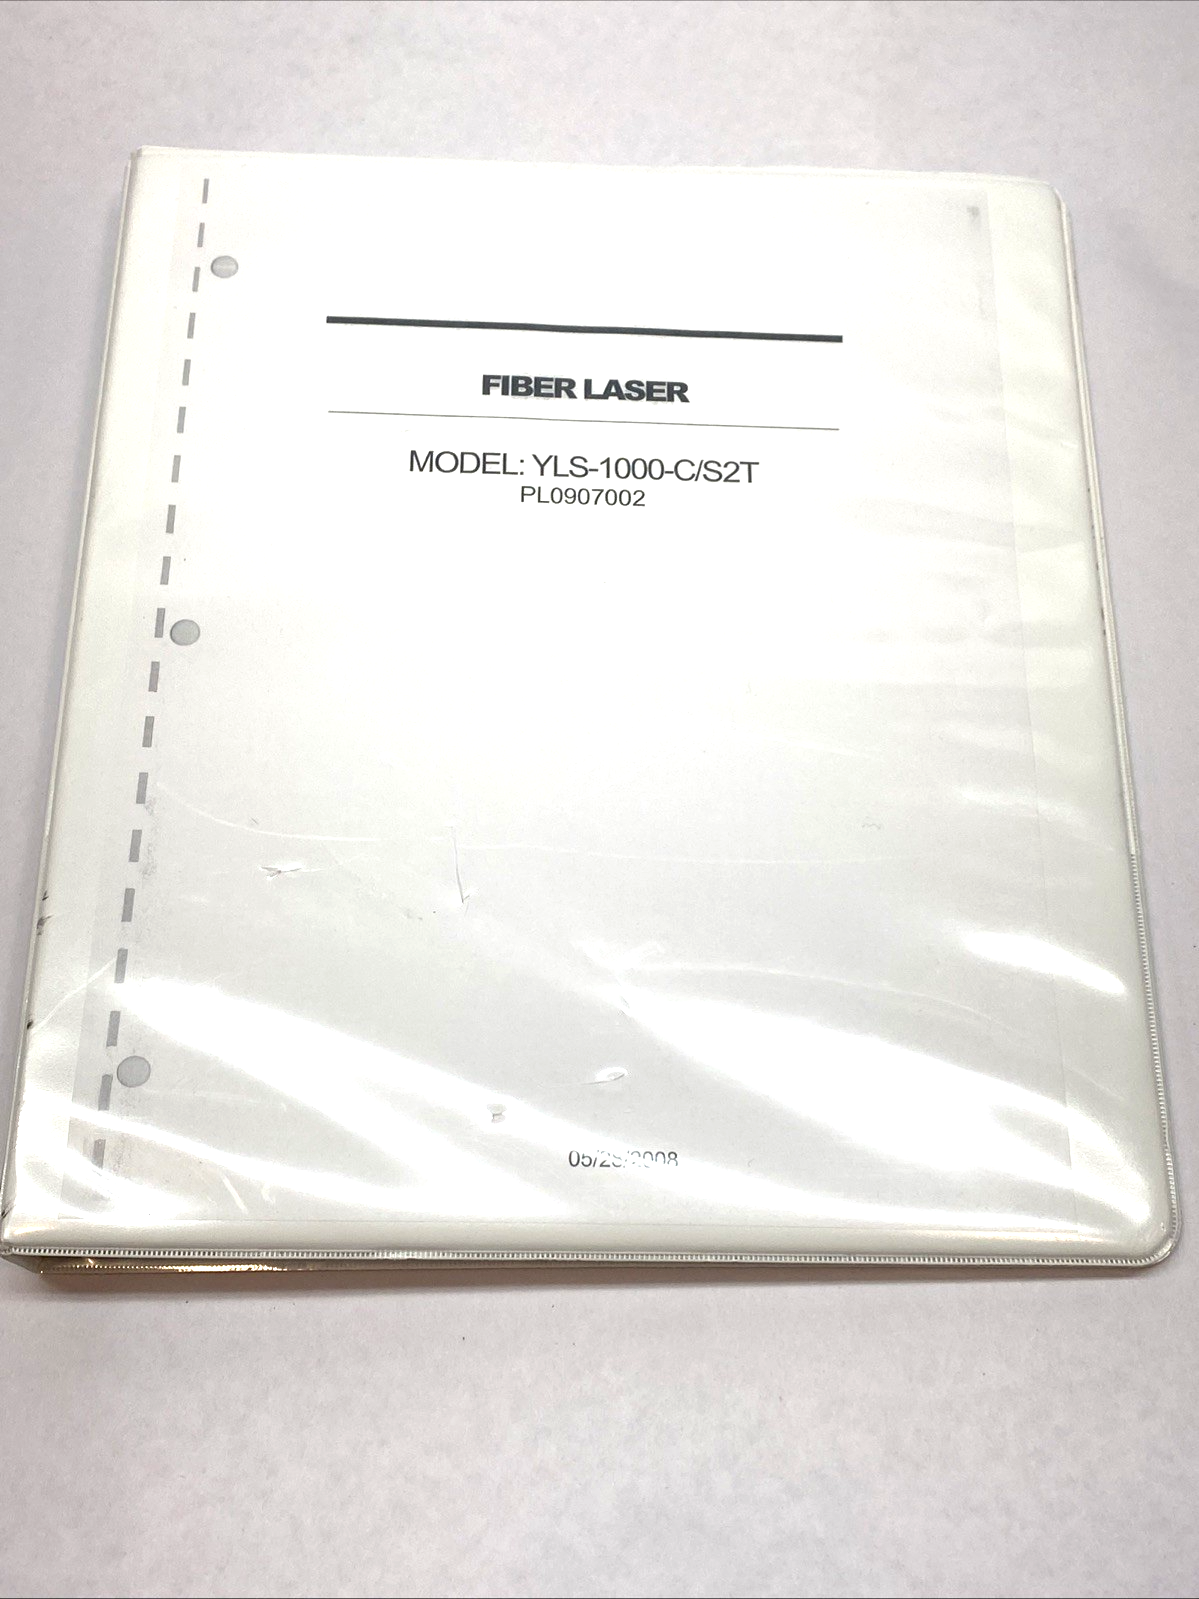 FIBER LASER
MODEL: YLS-1000-C/S2T
PL0907002